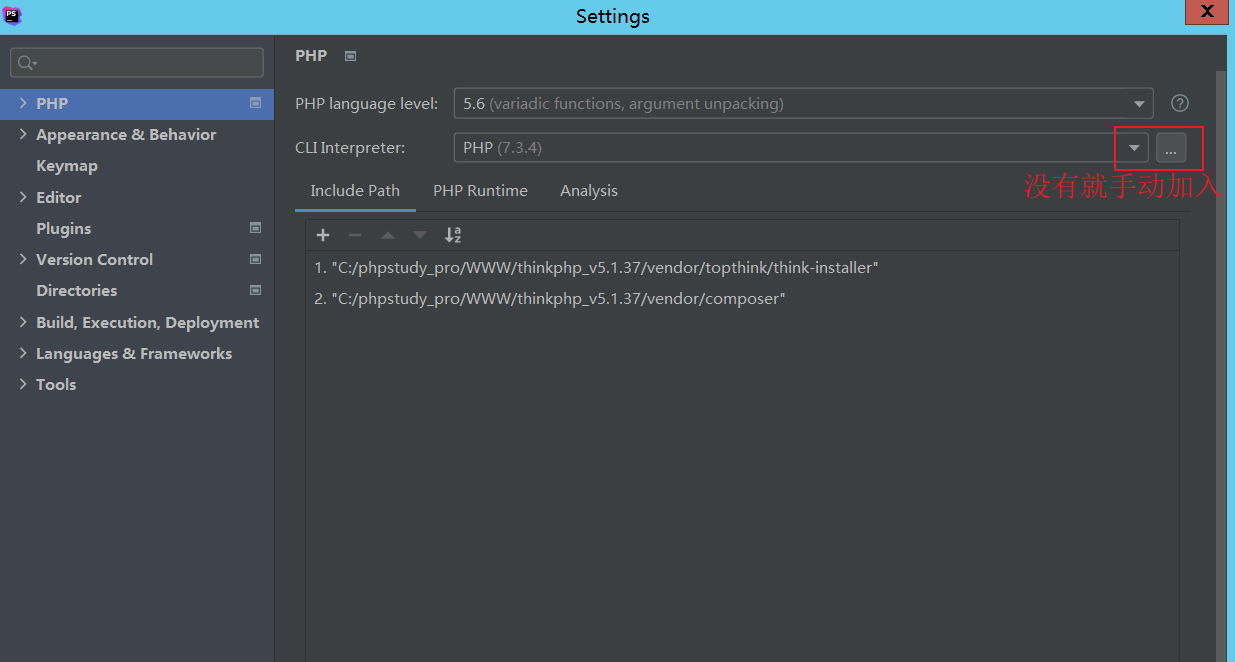 PS
Settings
X
PHP
PHP
PHP language level:
5.6 (variadic functions, argument unpacking)
?
Appearance & Behavior
CLI Interpreter:
PHP (7.3.4)
...
Keymap
没有就手动加入
Include Path
PHP Runtime
Analysis
Editor
Plugins
Version Control
1. "C:/phpstudy_pro/WWW/thinkphp_v5.1.37/vendor/topthink/think-installer"
Directories
2. "C:/phpstudy_pro/WWW/thinkphp_v5.1.37/vendor/composer"
Build, Execution, Deployment
Languages & Frameworks
Tools